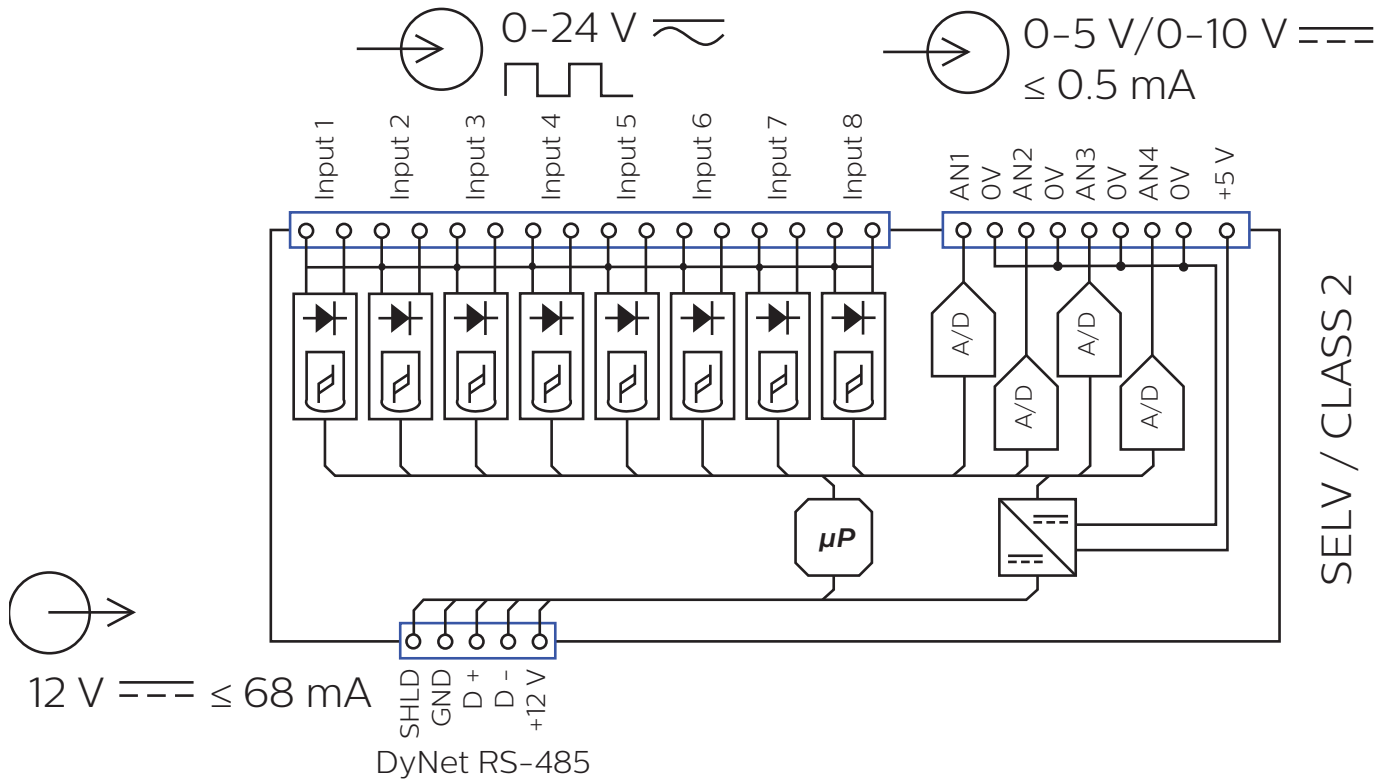 0-24 V
0-5 V/0-10 V
≤ 0.5 mA
Input 1
Input 2
Input 3
Input 4
Input 5
Input 6
Input 7
Input 8
AN1
0V
AN2
0V
AN3
0V
AN4
0V
+5 V
A/D
A/D
A/D
A/D
SELV / CLASS 2
µP
12 V ≤ 68 mA
SHLD
GND
D +
D -
+12 V
DyNet RS-485